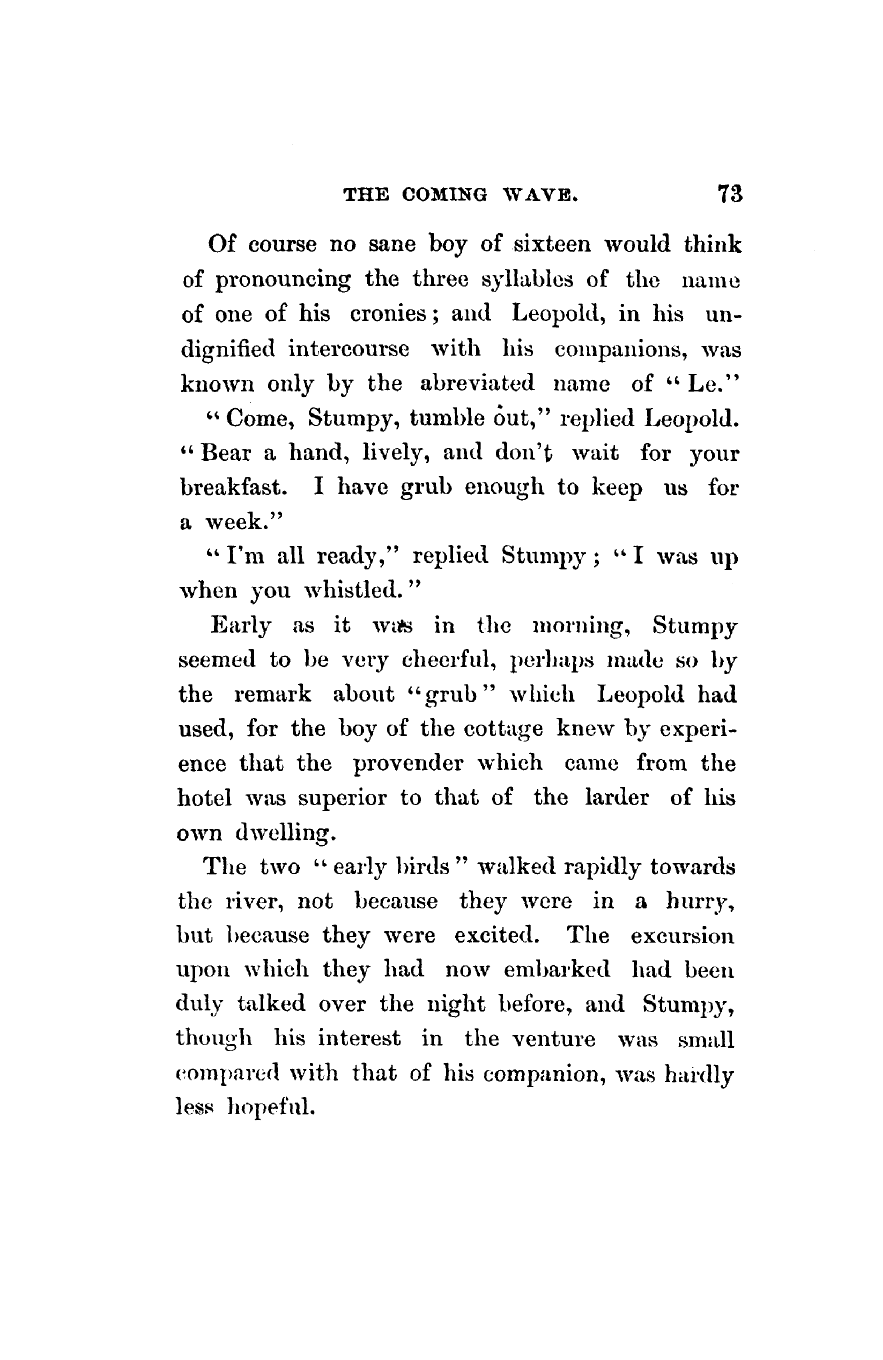 THE COMING WAVE. 73
Of course no sane boy of sixteen would think
of pronouncing the three syllables of the name
of one of his cronies; and Leopold, in his un-
dignified intercourse with his companions, was
known only by the abreviated name of "Le."
"Come, Stumpy, tumble out," replied Leopold.
"Bear a hand, lively, and don't wait for your
breakfast. I have grub enough to keep us for
a week."
"I'm all ready," replied Stumpy; "I was up
when you whistled."
Early as it was in the morning, Stumpy
seemed to be very cheerful, perhaps made so by
the remark about "grub" which Leopold had
used, for the boy of the cottage knew by experi-
ence that the provender which came from the
hotel was superior to that of the larder of his
own dwelling.
The two "early birds" walked rapidly towards
the river, not because they were in a hurry,
but because they were excited. The excursion
upon which they had now embarked had been
duly talked over the night before, and Stumpy,
though his interest in the venture was small
compared with that of his companion, was hardly
less hopeful.